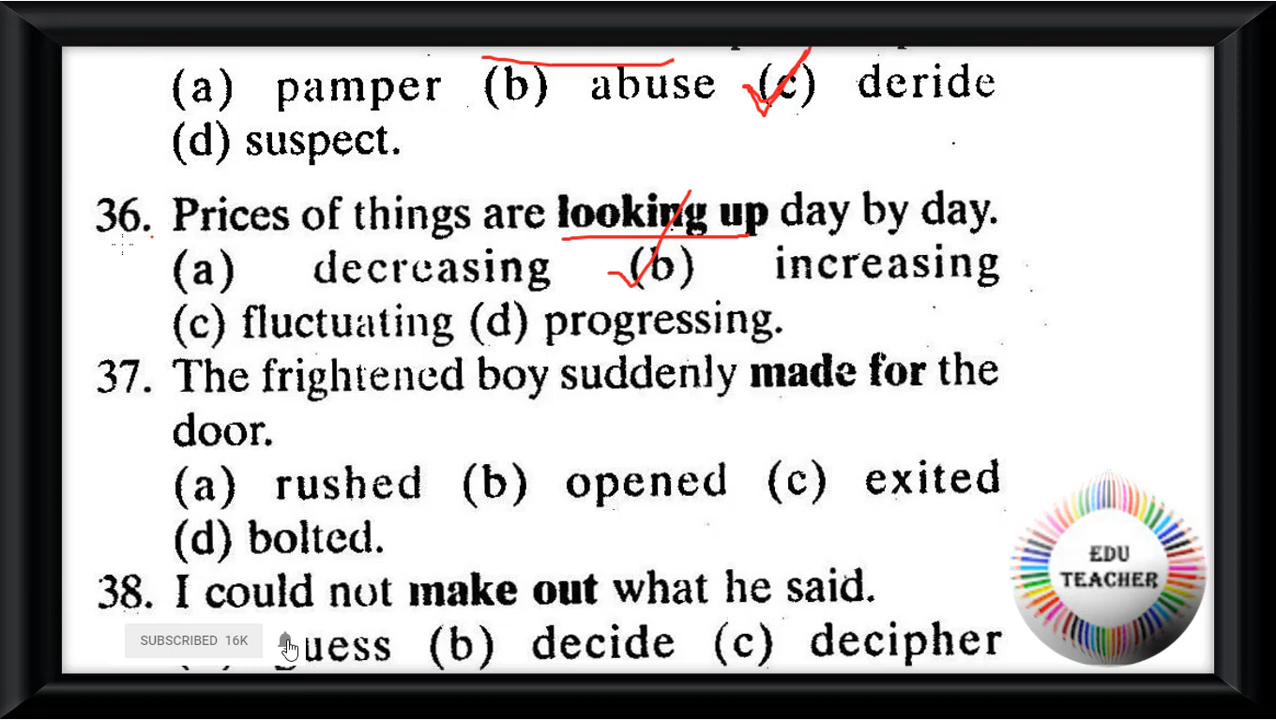 (a) pamper (b) abuse (c) deride
(d) suspect.
36. Prices of things are looking up day by day.
(a) decreasing (b) increasing
(c) fluctuating (d) progressing.
37. The frightened boy suddenly made for the
door.
(a) rushed (b) opened (c) exited
(d) bolted.
38. I could not make out what he said.
uess (b) decide (c) decipher
SUBSCRIBED 16K
EDU
TEACHER